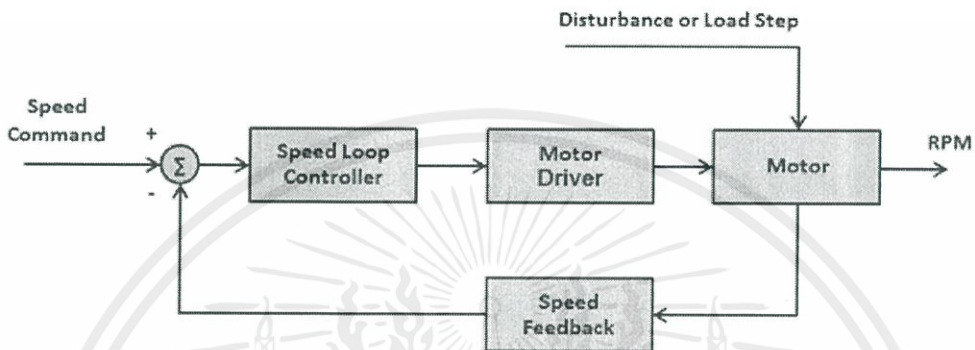 Disturbance or Load Step
Speed
Command
+
Σ
-
Speed Loop
Controller
Motor
Driver
Motor
RPM
Speed
Feedback